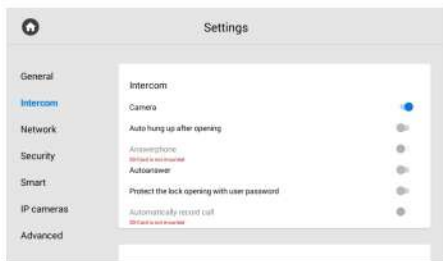 Settings
General
Intercom
Network
Security
Smart
IP cameras
Advanced
Intercom
Camera
Auto hung up after opening
Answerphone
SD Card is not mounted
Autoanswer
Protect the lock opening with user password
Automatically record call
SD Card is not mounted